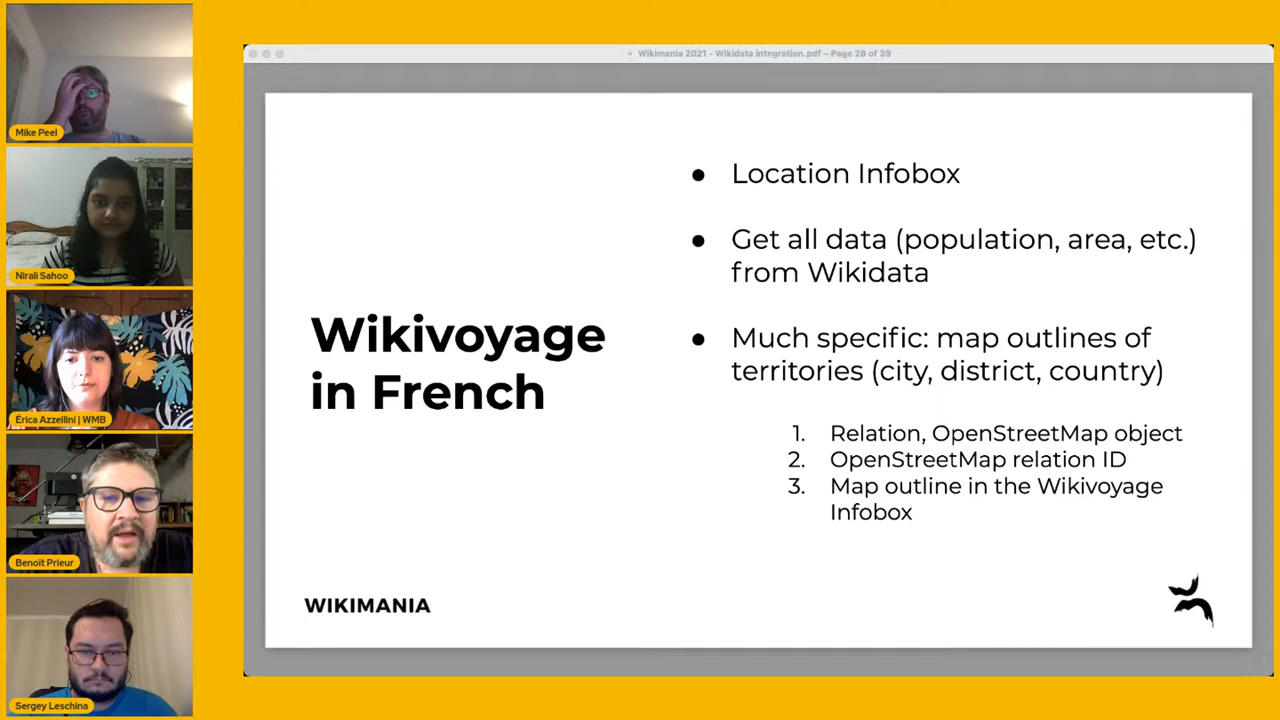 Mike Peel
Nirali Sahoo
Érica Azzellini | WMB
Benoît Prieur
Sergey Leschina
Wikimania 2021 - Wikidata integration.pdf – Page 28 of 39
Wikivoyage
in French
● Location Infobox
● Get all data (population, area, etc.)
from Wikidata
● Much specific: map outlines of
territories (city, district, country)
1. Relation, OpenStreetMap object
2. OpenStreetMap relation ID
3. Map outline in the Wikivoyage
Infobox
WIKIMANIA